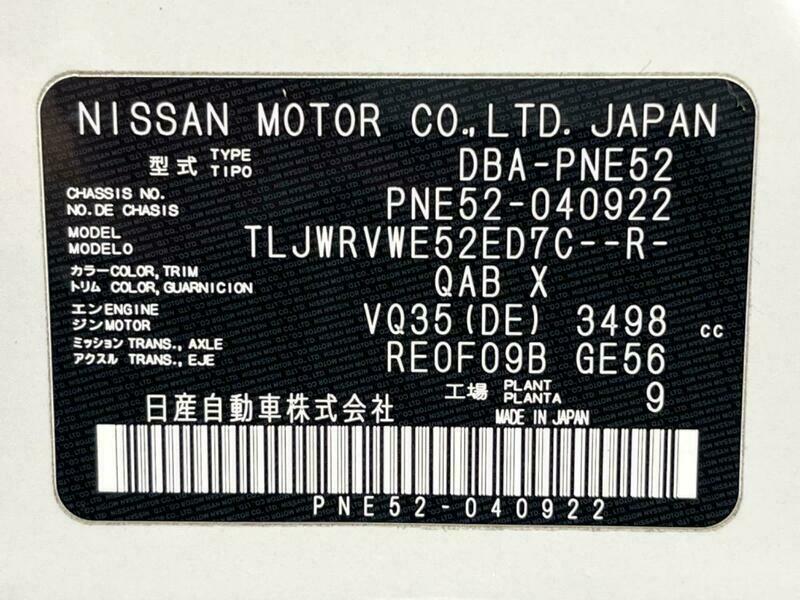 NISSAN MOTOR CO.,LTD. JAPAN
型式 TYPE TIPO DBA-PNE52
CHASSIS NO. NO.DE CHASIS PNE52-040922
MODEL MODELO TLJWRVWE52ED7C--R-
カラー COLOR, TRIM トリム COLOR, GUARNICION QAB X
エンジン ENGINE MOTOR VQ35(DE) 3498 cc
ミッション TRANS., AXLE アクスル TRANS., EJE RE0F09B GE56
工場 PLANT PLANTA 9
日産自動車株式会社 MADE IN JAPAN
PNE52-040922